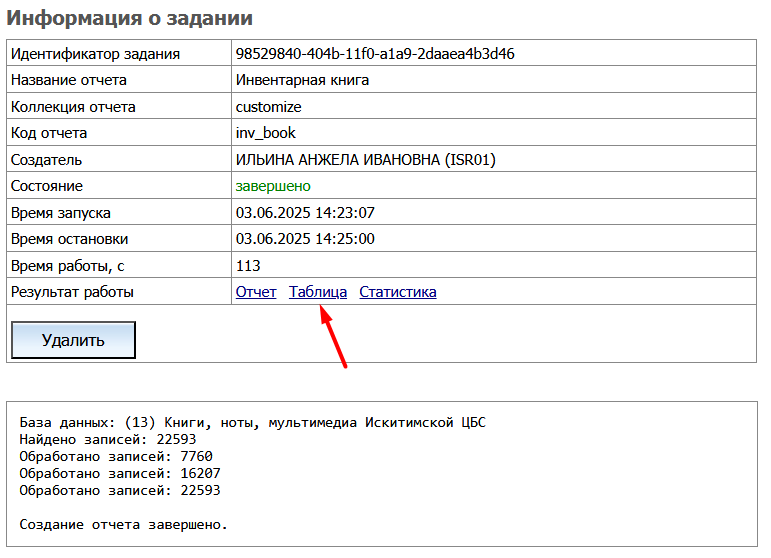 Информация о задании
Идентификатор задания 98529840-404b-11f0-a1a9-2daaea4b3d46
Название отчета Инвентарная книга
Коллекция отчета customize
Код отчета inv_book
Создатель ИЛЬИНА АНЖЕЛА ИВАНОВНА (ISR01)
Состояние завершено
Время запуска 03.06.2025 14:23:07
Время остановки 03.06.2025 14:25:00
Время работы, с 113
Результат работы Отчет Таблица Статистика
Удалить
База данных: (13) Книги, ноты, мультимедиа Искитимской ЦБС
Найдено записей: 22593
Обработано записей: 7760
Обработано записей: 16207
Обработано записей: 22593
Создание отчета завершено.